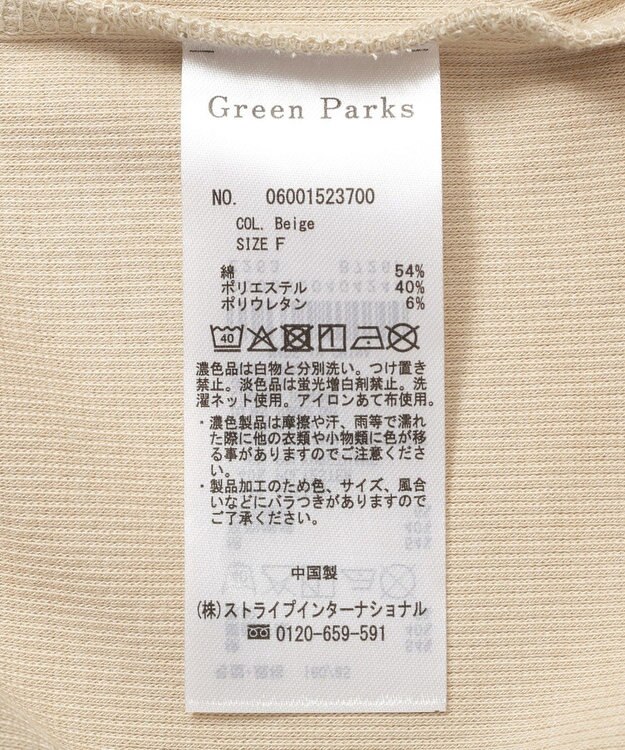 Green Parks
NO. 06001523700
COL. Beige
SIZE F
綿 54%
ポリエステル 40%
ポリウレタン 6%
40
濃色品は白物と分別洗い。つけ置き
禁止。淡色品は蛍光増白剤禁止。洗
濯ネット使用。アイロンあて布使用。
・濃色製品は摩擦や汗、雨等で濡れ
た際に他の衣類や小物類に色が移
る事がありますのでご注意くださ
い。
・製品加工のため色、サイズ、風合
いなどにバラつきがありますので
ご了承ください。
中国製
(株)ストライプインターナショナル
0120-659-591